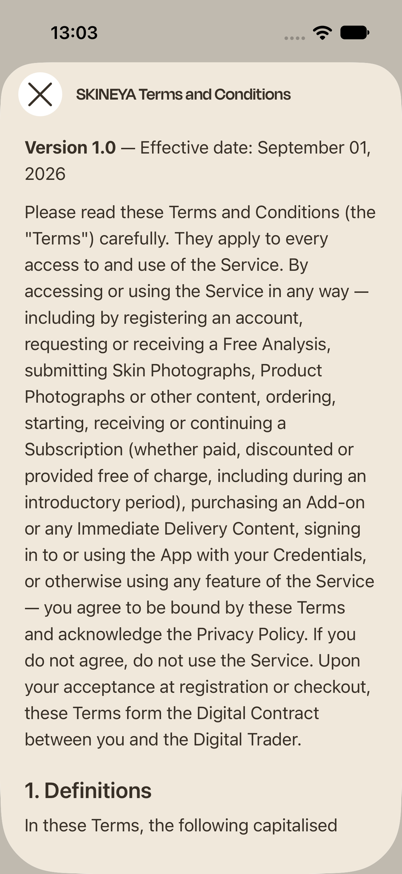 13:03
SKINEYA Terms and Conditions
Version 1.0 — Effective date: September 01,
2026
Please read these Terms and Conditions (the
"Terms") carefully. They apply to every
access to and use of the Service. By
accessing or using the Service in any way —
including by registering an account,
requesting or receiving a Free Analysis,
submitting Skin Photographs, Product
Photographs or other content, ordering,
starting, receiving or continuing a
Subscription (whether paid, discounted or
provided free of charge, including during an
introductory period), purchasing an Add-on
or any Immediate Delivery Content, signing
in to or using the App with your Credentials,
or otherwise using any feature of the Service
— you agree to be bound by these Terms
and acknowledge the Privacy Policy. If you
do not agree, do not use the Service. Upon
your acceptance at registration or checkout,
these Terms form the Digital Contract
between you and the Digital Trader.
1. Definitions
In these Terms, the following capitalised